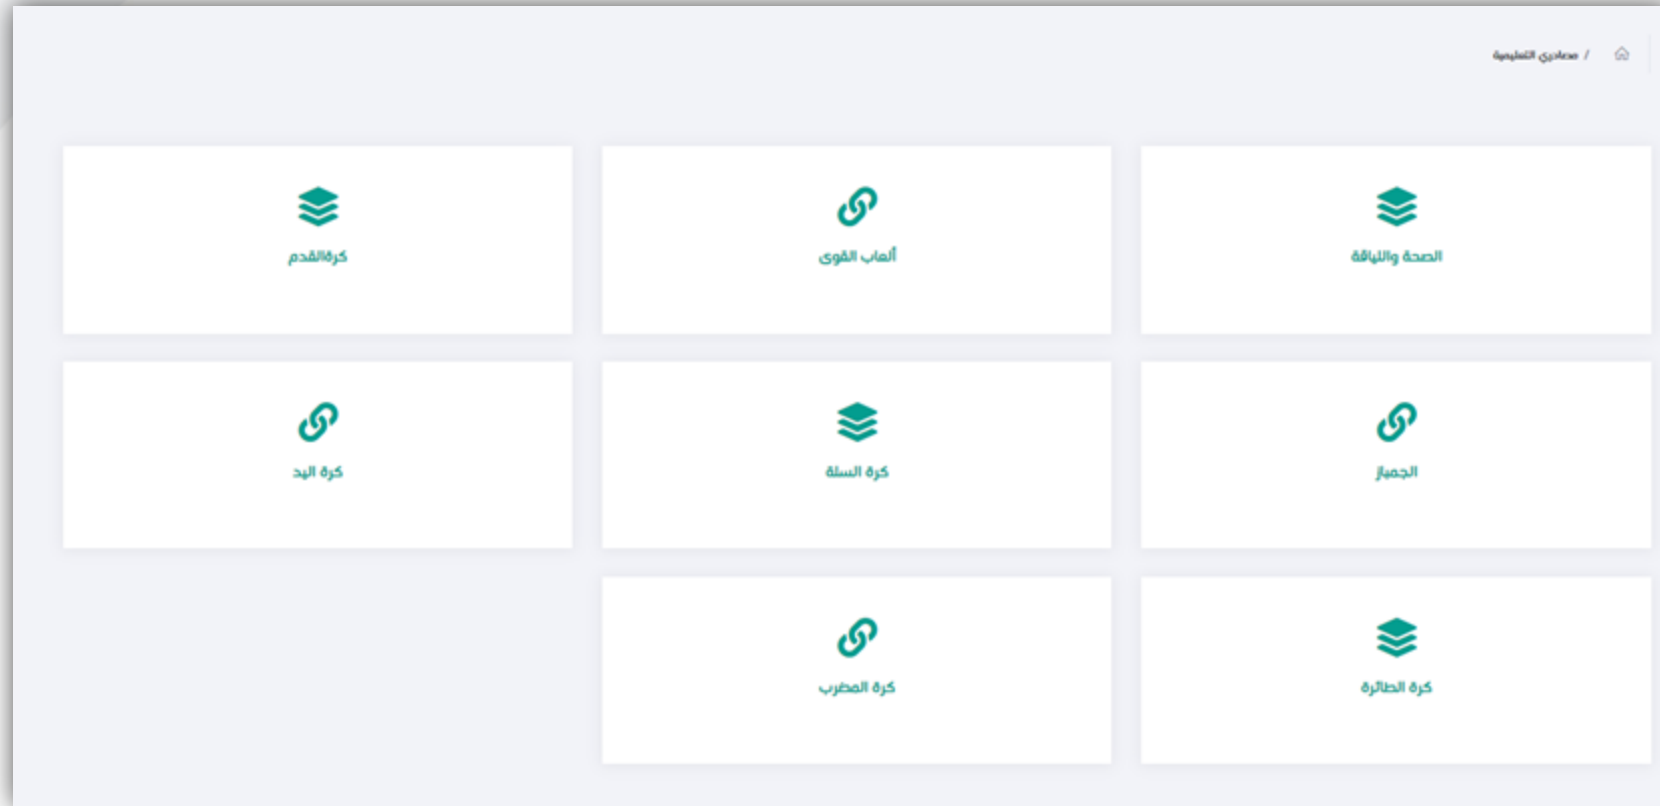 / مصادري التعليمية
الصحة واللياقة
ألعاب القوى
كرةالقدم
الجمباز
كرة السلة
كرة اليد
كرة الطائرة
كرة المضرب